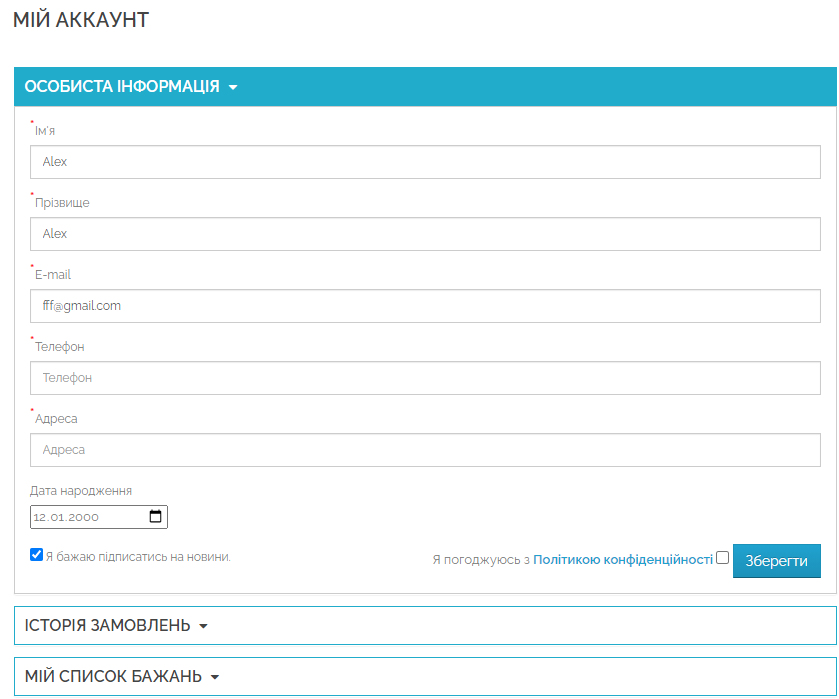 МІЙ АККАУНТ
ОСОБИСТА ІНФОРМАЦІЯ
*Ім'я
Alex
*Прізвище
Alex
*E-mail
fff@gmail.com
*Телефон
Телефон
*Адреса
Адреса
Дата народження
12.01.2000
Я бажаю підписатись на новини.
Я погоджуюсь з Політикою конфіденційності
Зберегти
ІСТОРІЯ ЗАМОВЛЕНЬ
МІЙ СПИСОК БАЖАНЬ